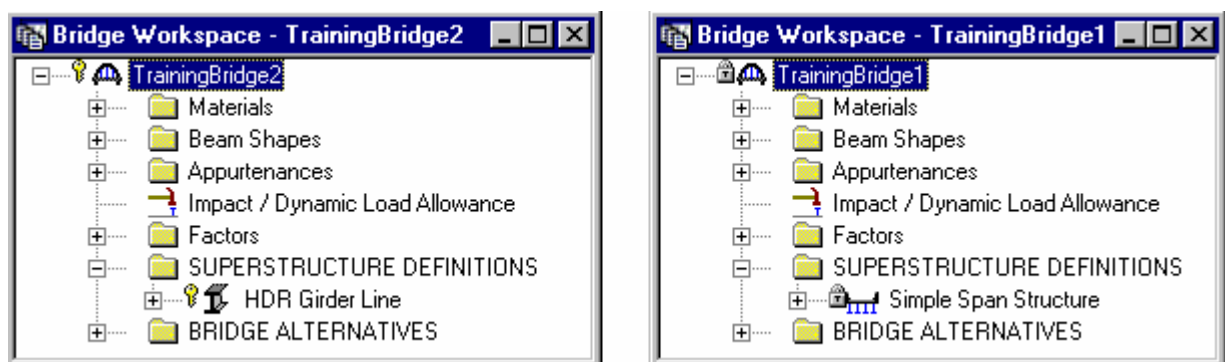 Bridge Workspace - TrainingBridge2
TrainingBridge2
Materials
Beam Shapes
Appurtenances
Impact / Dynamic Load Allowance
Factors
SUPERSTRUCTURE DEFINITIONS
HDR Girder Line
BRIDGE ALTERNATIVES
Bridge Workspace - TrainingBridge1
TrainingBridge1
Materials
Beam Shapes
Appurtenances
Impact / Dynamic Load Allowance
Factors
SUPERSTRUCTURE DEFINITIONS
Simple Span Structure
BRIDGE ALTERNATIVES